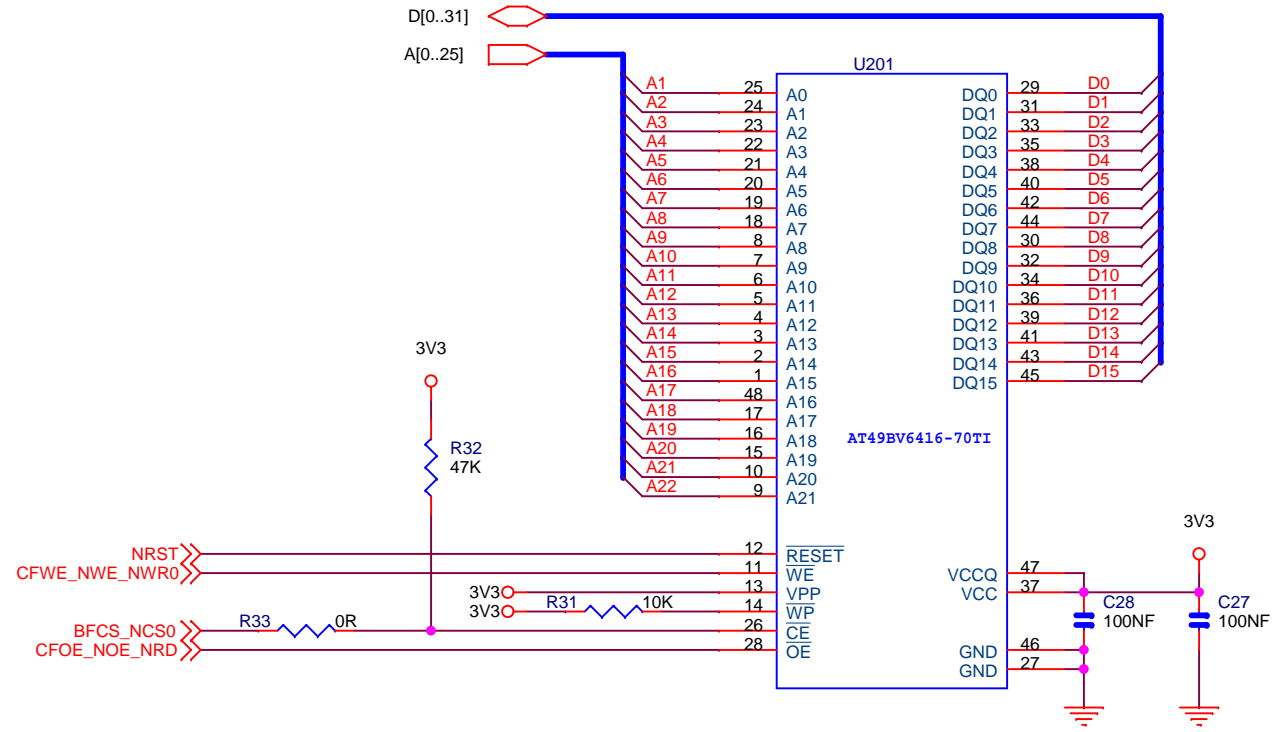 D[0..31]
A[0..25]
U201
A1 25 A0 DQ0 29 D0
A2 24 A1 DQ1 31 D1
A3 23 A2 DQ2 33 D2
A4 22 A3 DQ3 35 D3
A5 21 A4 DQ4 38 D4
A6 20 A5 DQ5 40 D5
A7 19 A6 DQ6 42 D6
A8 18 A7 DQ7 44 D7
A9 8 A8 DQ8 30 D8
A10 7 A9 DQ9 32 D9
A11 6 A10 DQ10 34 D10
A12 5 A11 DQ11 36 D11
A13 4 A12 DQ12 39 D12
A14 3 A13 DQ13 41 D13
A15 2 A14 DQ14 43 D14
A16 1 A15 DQ15 45 D15
A17 48 A16
A18 17 A17
A19 16 A18
A20 15 A19
A21 10 A20
A22 9 A21
AT49BV6416-70TI
3V3
R32
47K
3V3
NRST 12 RESET
CFWE_NWE_NWR0 11 WE VCCQ 47
3V3 13 VPP VCC 37
3V3 R31 10K 14 WP
C28
100NF
C27
100NF
BFCS_NCS0 R33 0R 26 CE
CFOE_NOE_NRD 28 OE GND 46
GND 27